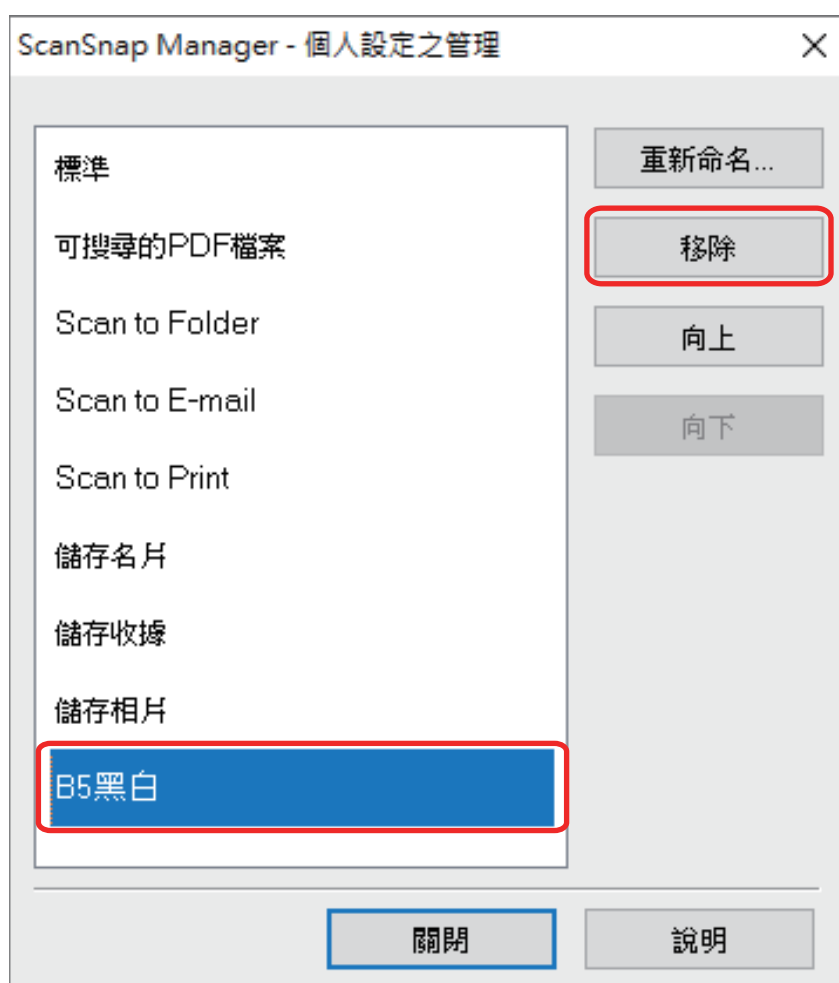 ScanSnap Manager - 個人設定之管理
標準
可搜尋的PDF檔案
Scan to Folder
Scan to E-mail
Scan to Print
儲存名片
儲存收據
儲存相片
B5黑白
重新命名...
移除
向上
向下
關閉
說明